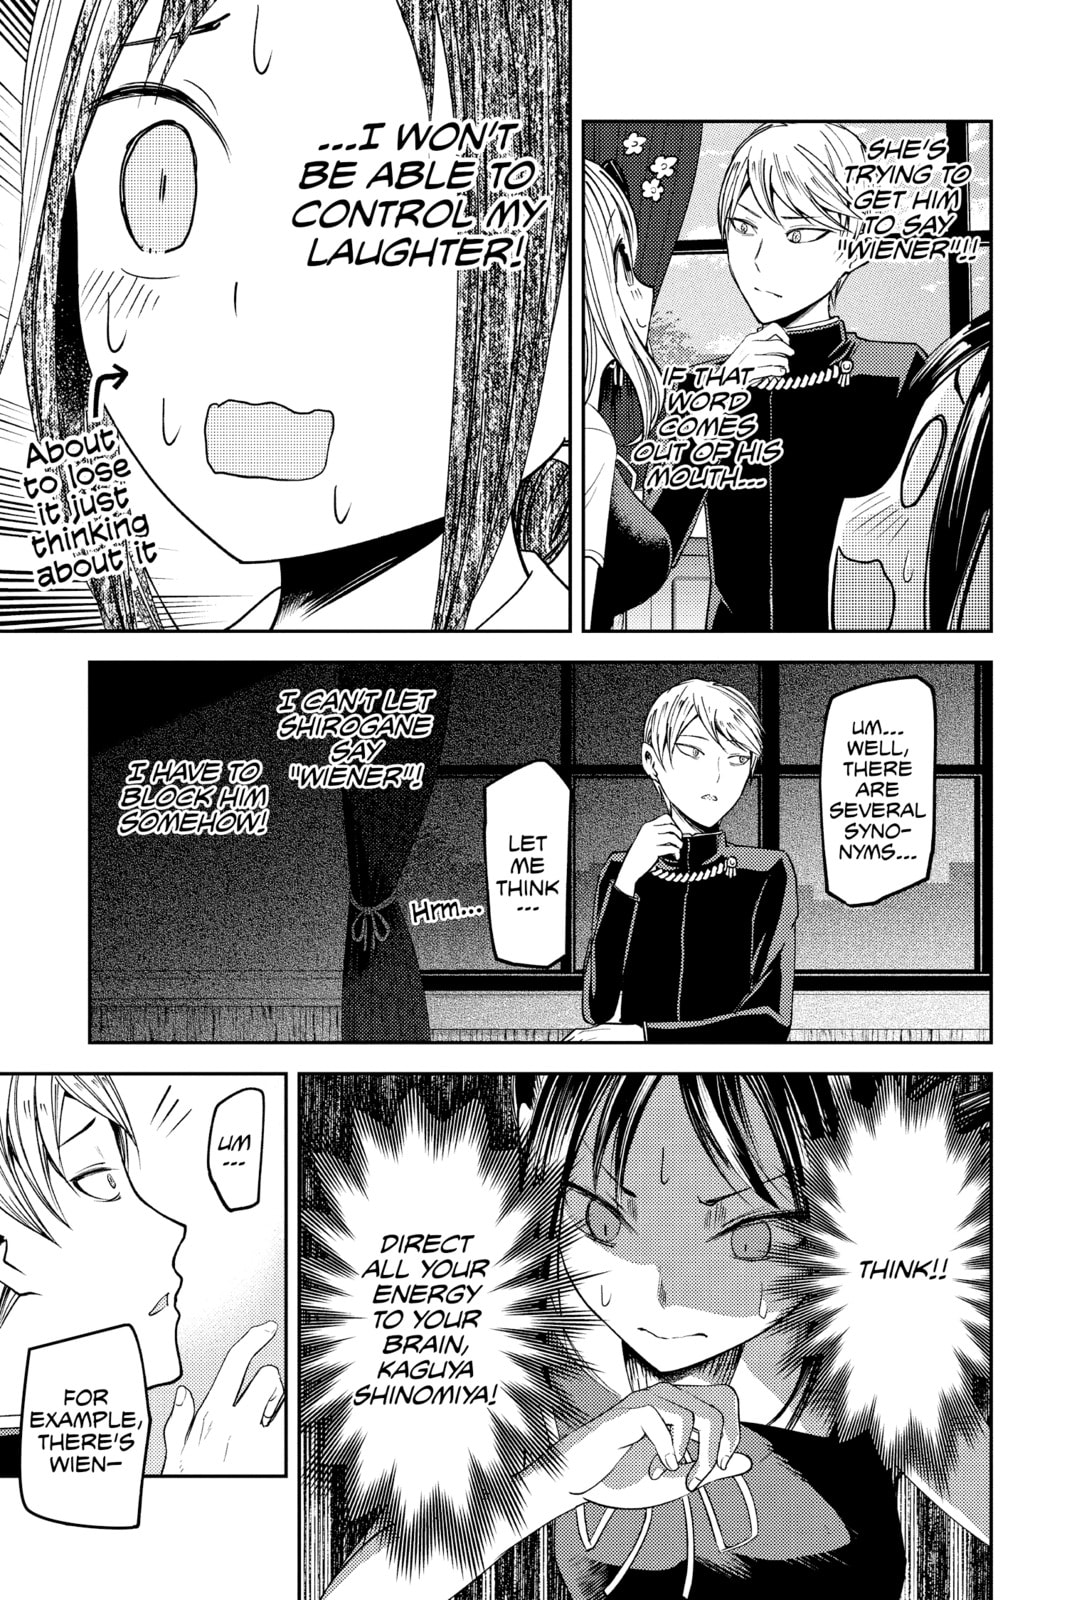 SHE'S
TRYING TO
GET HIM
TO SAY
"WIENER"!!
IF THAT
WORD
COMES
OUT OF HIS
MOUTH...
...I WON'T
BE ABLE TO
CONTROL MY
LAUGHTER!
About
to lose
it just
thinking
about it
UM...
WELL,
THERE
ARE
SEVERAL
SYNO-
NYMS...
LET
ME
THINK
...
Hrm...
I CAN'T LET
SHIROGANE
SAY
"WIENER"!
I HAVE TO
BLOCK HIM
SOMEHOW!
THINK!!
DIRECT
ALL YOUR
ENERGY
TO YOUR
BRAIN,
KAGUYA
SHINOMIYA!
UM
...
FOR
EXAMPLE,
THERE'S
WIEN–